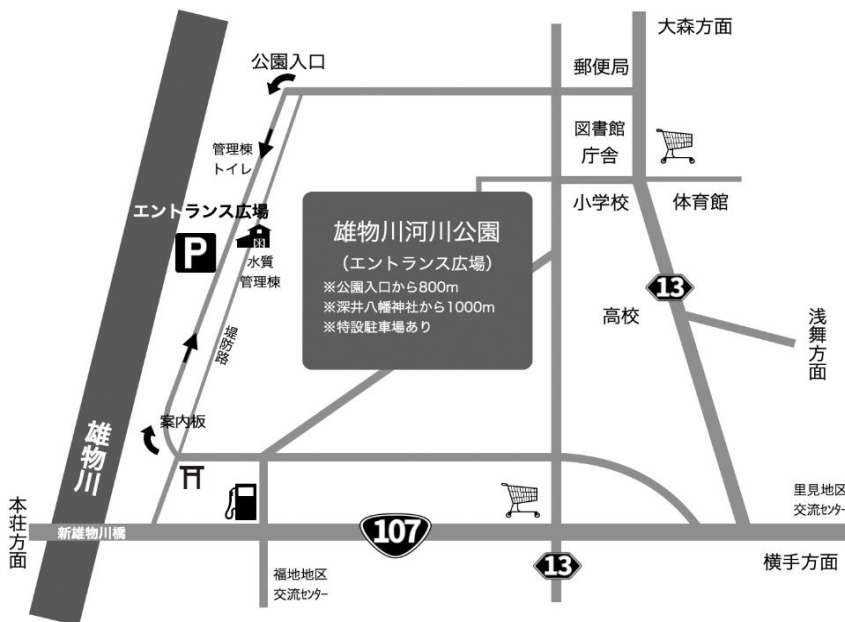 大森方面
公園入口
郵便局
図書館
庁舎
管理棟
トイレ
小学校
体育館
エントランス広場
P
水質
管理棟
雄物川河川公園
（エントランス広場）
※公園入口から800m
※深井八幡神社から1000m
※特設駐車場あり
13
高校
浅舞方面
堤防路
案内板
雄物川
本荘方面
新雄物川橋
107
里見地区
交流センター
横手方面
福地地区
交流センター
13